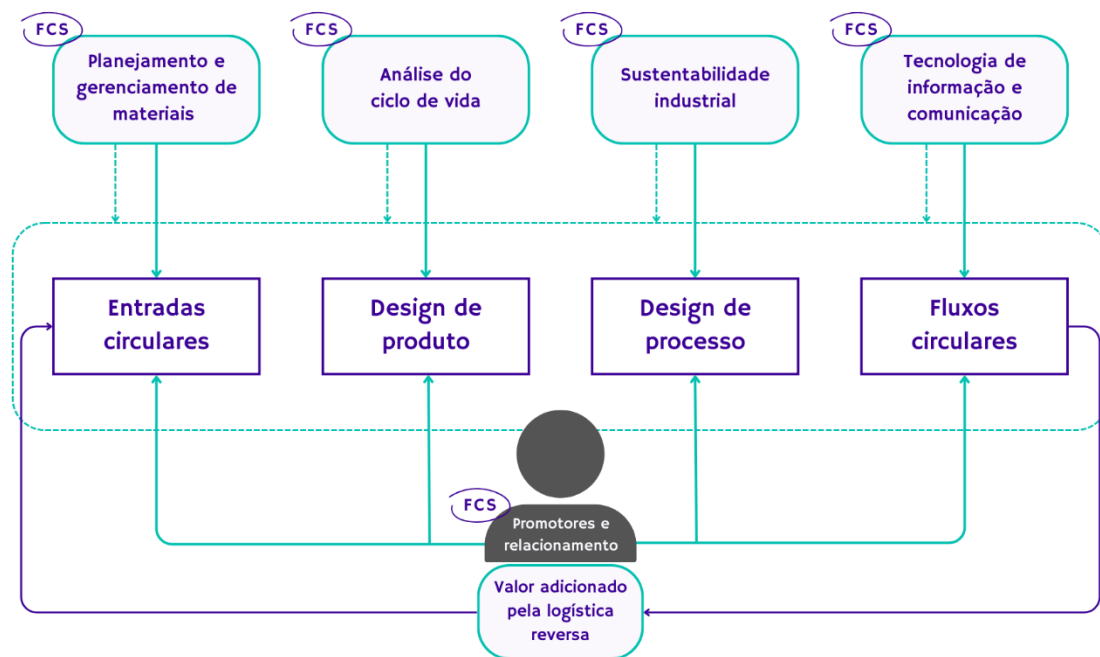 FCS
Planejamento e
gerenciamento de
materiais
FCS
Análise do
ciclo de vida
FCS
Sustentabilidade
industrial
FCS
Tecnologia de
informação e
comunicação
Entradas
circulares
Design de
produto
Design de
processo
Fluxos
circulares
FCS
Promotores e
relacionamento
Valor adicionado
pela logística
reversa